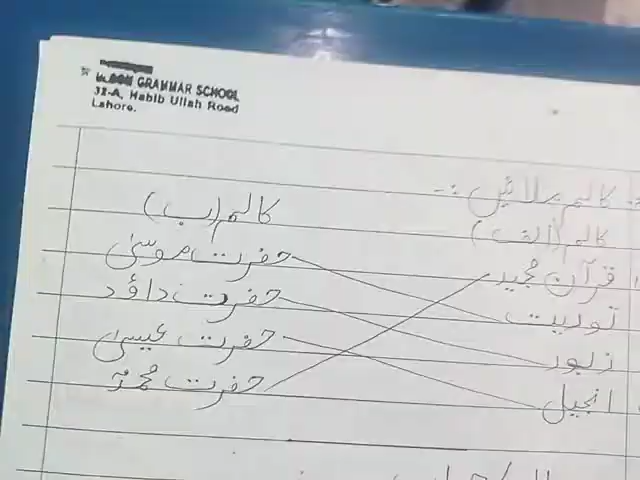 GRAMMAR SCHOOL
32-A, Habib Ullah Road
Lahore.
کالم ملائیں :-
کالم (الف) کالم (ب)
قرآن مجید حضرت موسیٰ
توریت حضرت داؤد
زبور حضرت عیسیٰ
انجیل حضرت محمدؐ